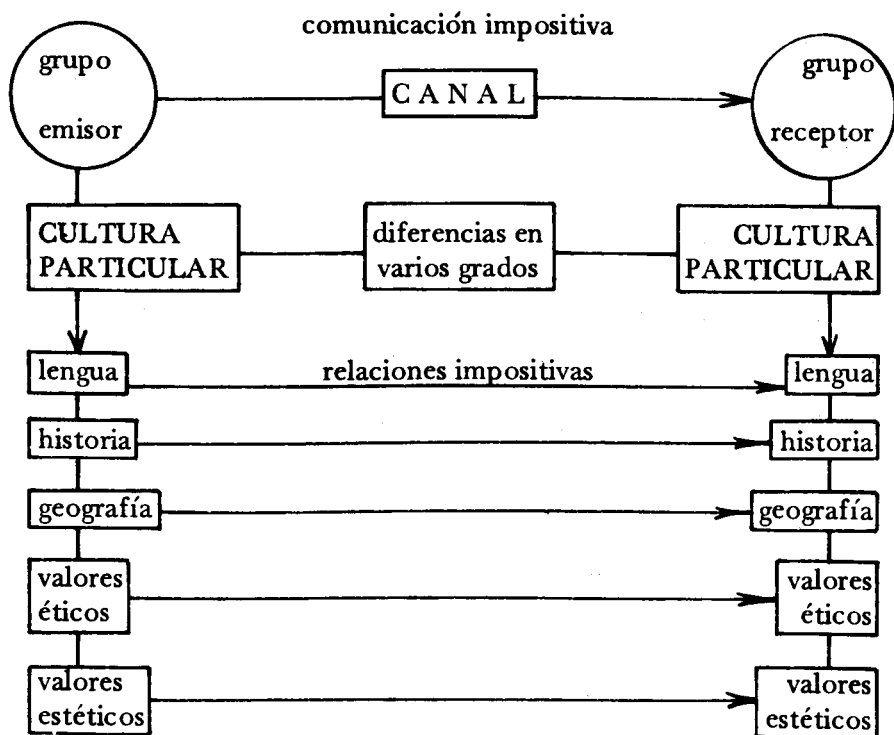 comunicación impositiva
grupo
emisor
CANAL
grupo
receptor
CULTURA
PARTICULAR
diferencias en
varios grados
CULTURA
PARTICULAR
lengua
relaciones impositivas
lengua
historia
historia
geografía
geografía
valores
éticos
valores
éticos
valores
estéticos
valores
estéticos